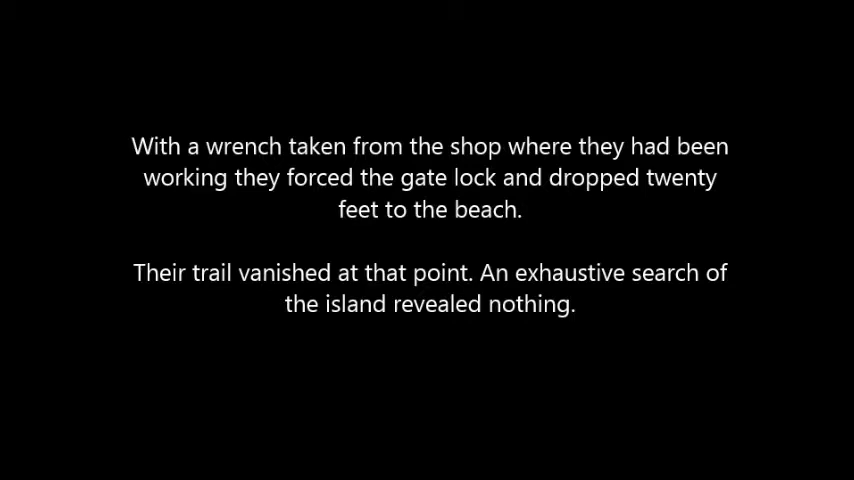 With a wrench taken from the shop where they had been
working they forced the gate lock and dropped twenty
feet to the beach.
Their trail vanished at that point. An exhaustive search of
the island revealed nothing.